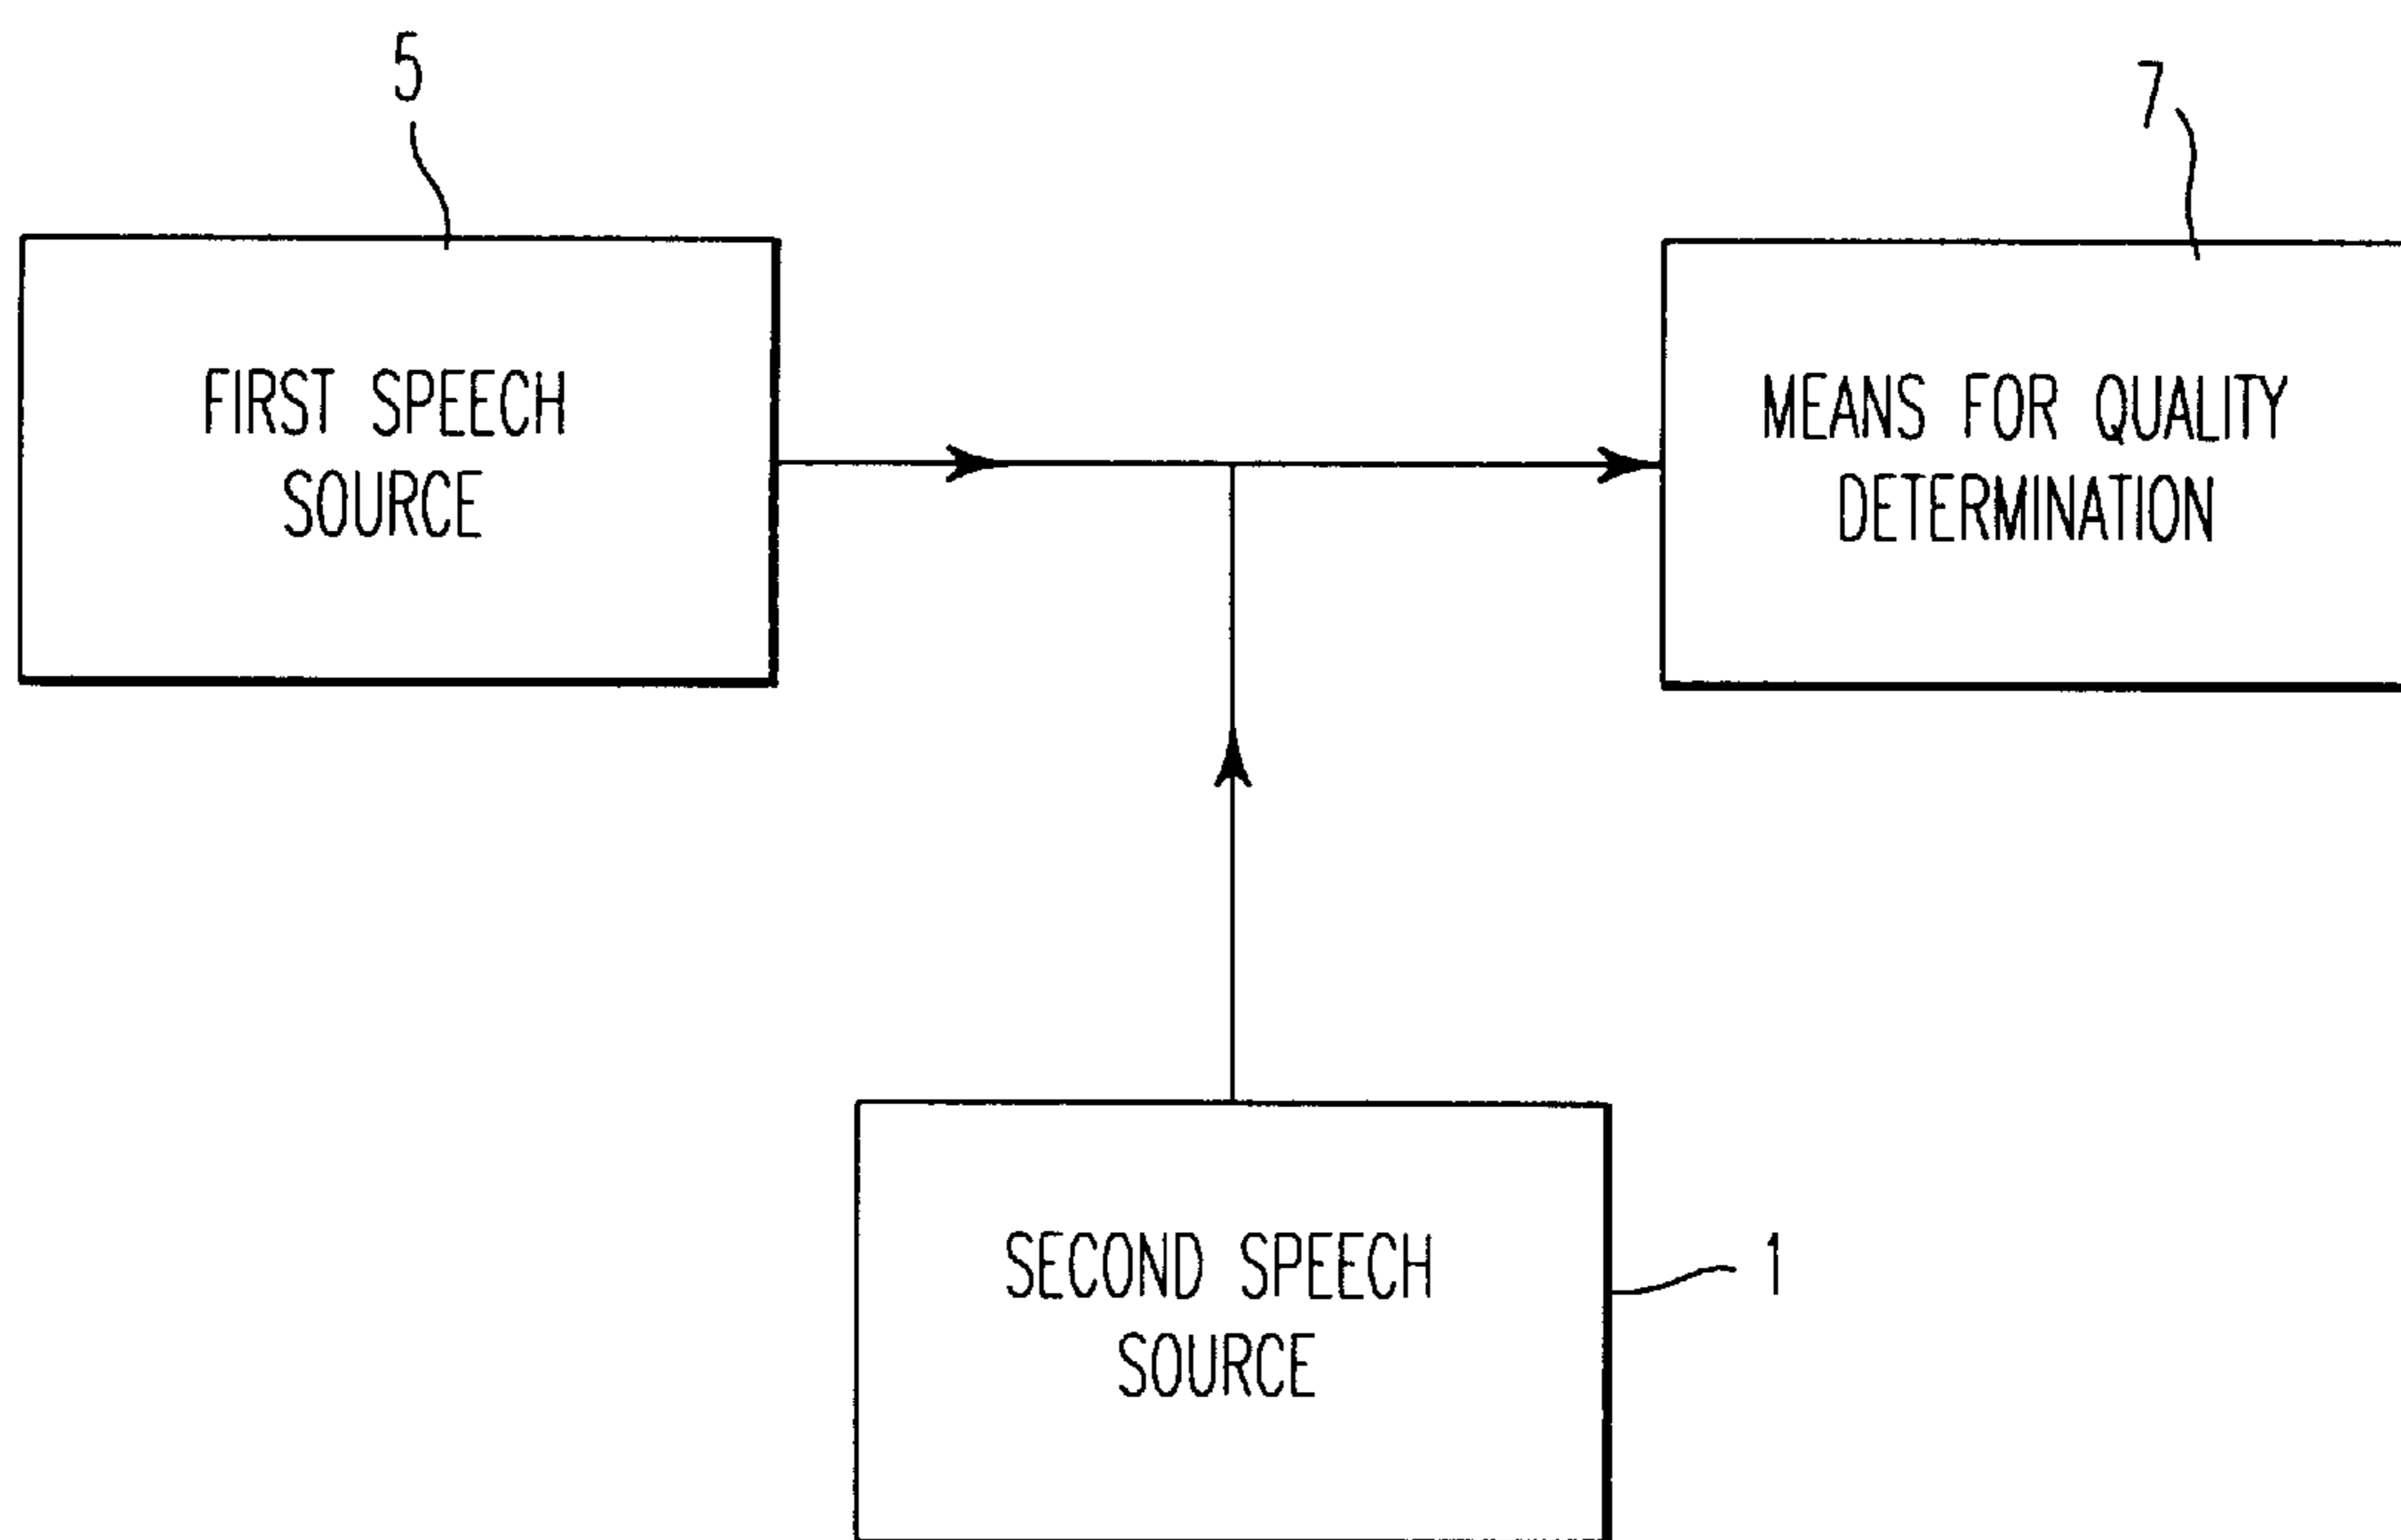 5
7
FIRST SPEECH
SOURCE
MEANS FOR QUALITY
DETERMINATION
SECOND SPEECH
SOURCE
1